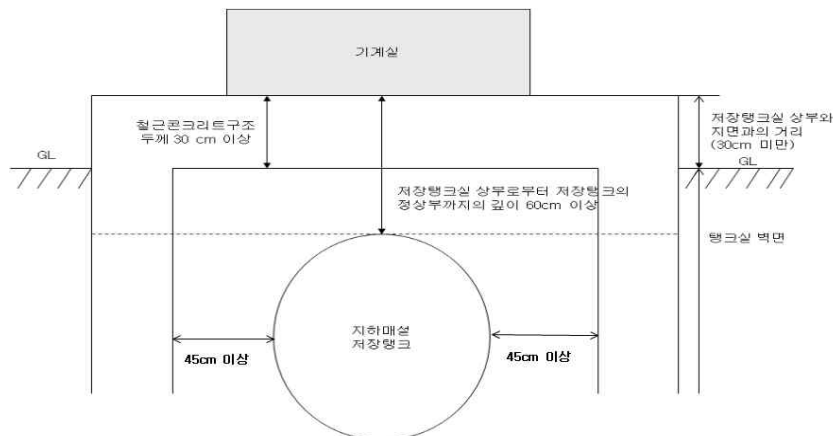 기계실
철근콘크리트구조
두께 30 cm 이상
저장탱크실 상부와
지면과의 거리
(30cm 미만)
GL
GL
저장탱크실 상부로부터 저장탱크의
정상부까지의 깊이 60cm 이상
탱크실 벽면
지하매설
저장탱크
45cm 이상
45cm 이상